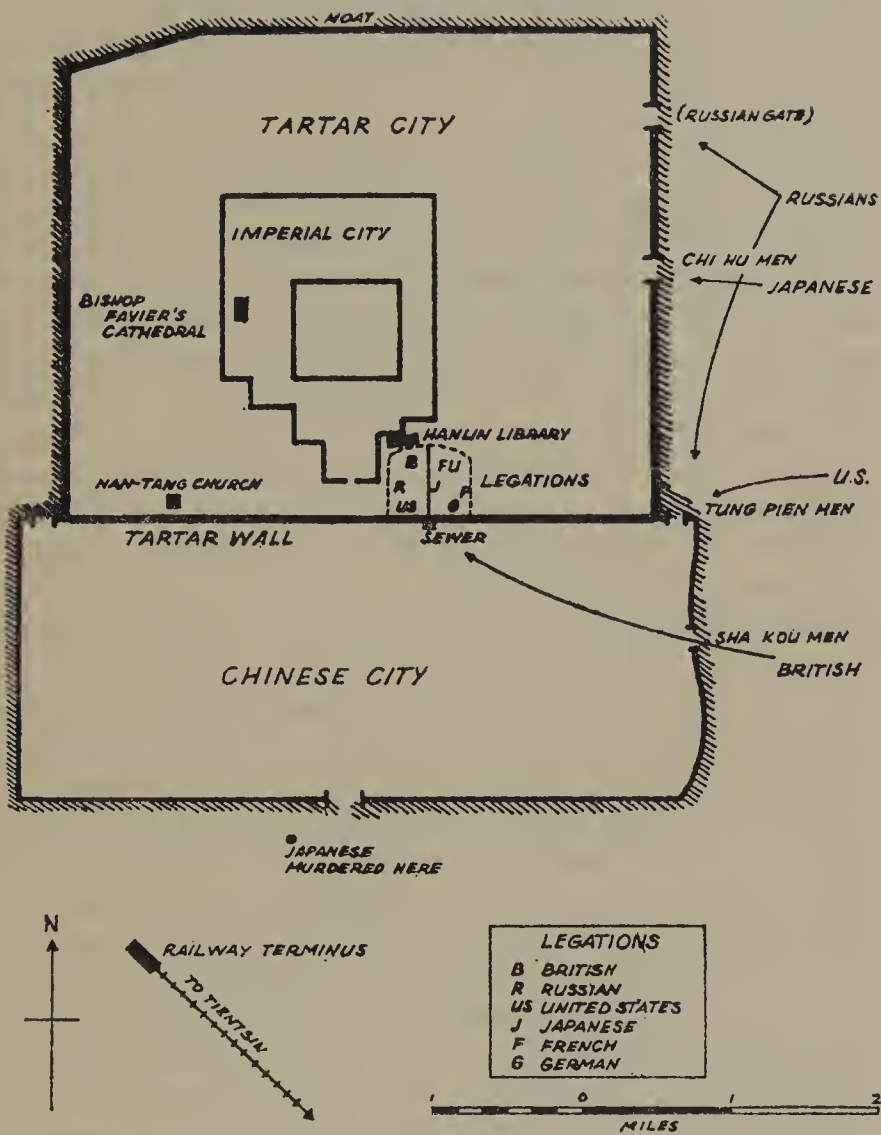 MOAT
TARTAR CITY
(RUSSIAN GATE)
RUSSIANS
IMPERIAL CITY
CHI HU MEN
JAPANESE
BISHOP
FAVIER'S
CATHEDRAL
HANLIN LIBRARY
B
FU
R
J
F
LEGATIONS
US
NAN-TANG CHURCH
U.S.
TUNG PIEN MEN
TARTAR WALL
SEWER
SHA KOU MEN
BRITISH
CHINESE CITY
JAPANESE
MURDERED HERE
N
RAILWAY TERMINUS
TO TIENTSIN
LEGATIONS
B BRITISH
R RUSSIAN
US UNITED STATES
J JAPANESE
F FRENCH
G GERMAN
1 0 1 2
MILES